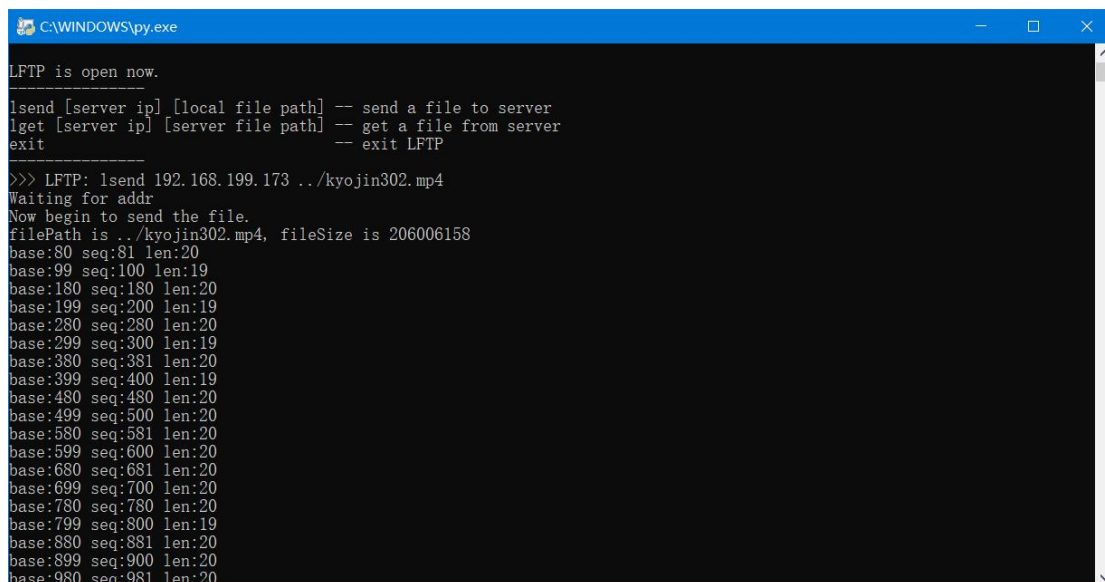 C:\WINDOWS\py.exe
LFTP is open now.
---------------
lsend [server ip] [local file path] -- send a file to server
lget [server ip] [server file path] -- get a file from server
exit                                -- exit LFTP
---------------
>>> LFTP: lsend 192.168.199.173 ../kyojin302.mp4
Waiting for addr
Now begin to send the file.
filePath is ../kyojin302.mp4, fileSize is 206006158
base:80 seq:81 len:20
base:99 seq:100 len:19
base:180 seq:180 len:20
base:199 seq:200 len:19
base:280 seq:280 len:20
base:299 seq:300 len:19
base:380 seq:381 len:20
base:399 seq:400 len:19
base:480 seq:480 len:20
base:499 seq:500 len:20
base:580 seq:581 len:20
base:599 seq:600 len:20
base:680 seq:681 len:20
base:699 seq:700 len:20
base:780 seq:780 len:20
base:799 seq:800 len:19
base:880 seq:881 len:20
base:899 seq:900 len:20
base:980 seq:981 len:20